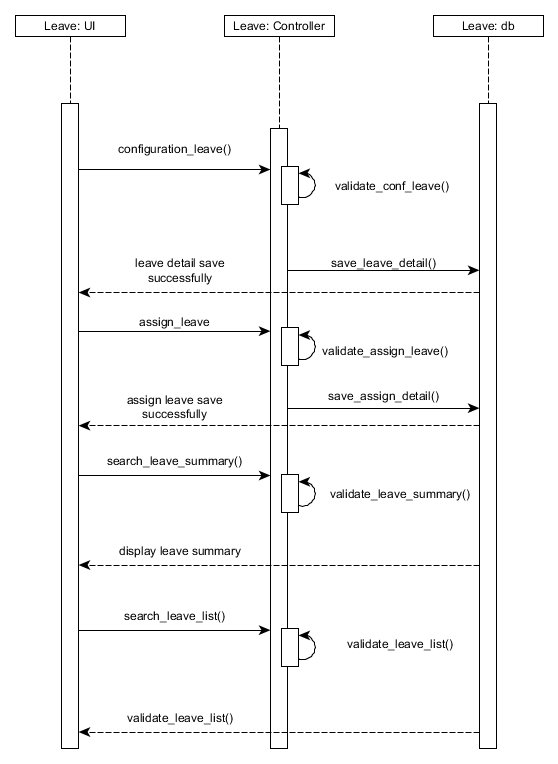 Leave: UI
Leave: Controller
Leave: db
configuration_leave()
validate_conf_leave()
leave detail save
successfully
save_leave_detail()
assign_leave
validate_assign_leave()
assign leave save
successfully
save_assign_detail()
search_leave_summary()
validate_leave_summary()
display leave summary
search_leave_list()
validate_leave_list()
validate_leave_list()